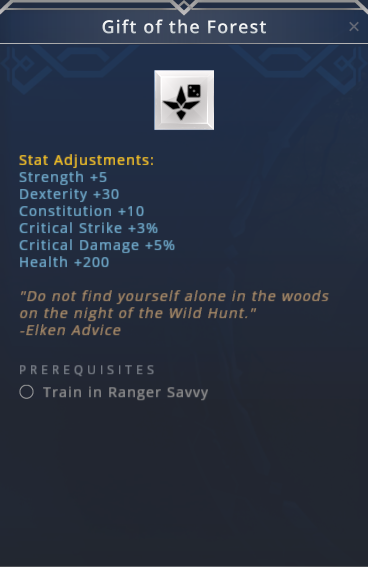 Gift of the Forest
Stat Adjustments:
Strength +5
Dexterity +30
Constitution +10
Critical Strike +3%
Critical Damage +5%
Health +200
"Do not find yourself alone in the woods
on the night of the Wild Hunt."
-Elken Advice
PREREQUISITES
Train in Ranger Savvy